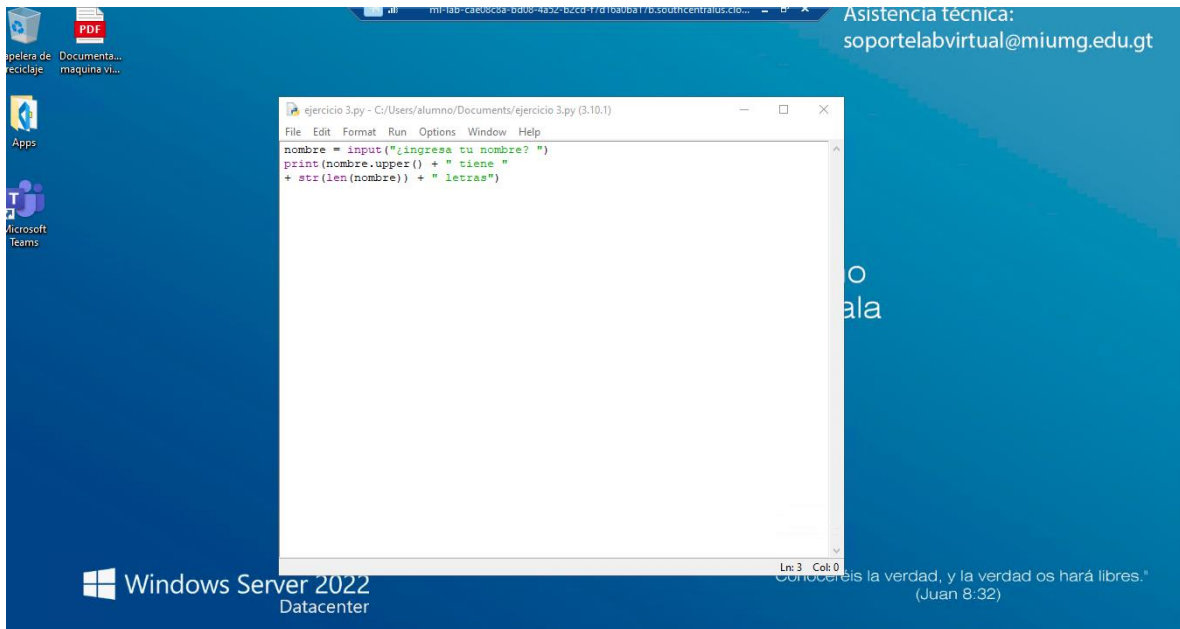 Asistencia técnica:
soportelabvirtual@miumg.edu.gt
PDF
apelera de
reciclaje
Documenta...
maquina vi...
Apps
Microsoft
Teams
ejercicio 3.py - C:/Users/alumno/Documents/ejercicio 3.py (3.10.1)
File Edit Format Run Options Window Help
nombre = input("¿ingresa tu nombre? ")
print(nombre.upper() + " tiene "
+ str(len(nombre)) + " letras")
ala
Ln: 3 Col: 0
Windows Server 2022
Datacenter
Conoceréis la verdad, y la verdad os hará libres."
(Juan 8:32)